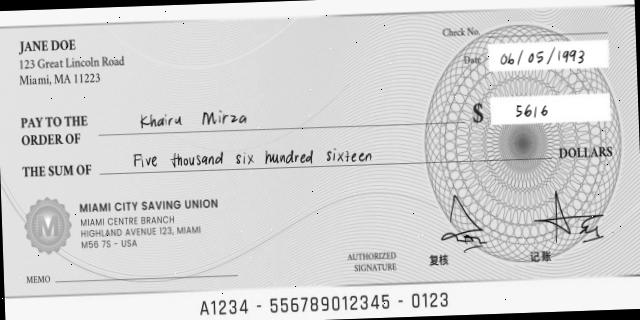 JANE DOE
123 Great Lincoln Road
Miami, MA 11223
Check No.
Date 06/05/1993
PAY TO THE
ORDER OF Khairu Mirza
$ 5616
THE SUM OF Five thousand six hundred sixteen DOLLARS
M
MIAMI CITY SAVING UNION
MIAMI CENTRE BRANCH
HIGHLAND AVENUE 123, MIAMI
M56 7S - USA
MEMO
AUTHORIZED
SIGNATURE
复核
记账
A1234 - 556789012345 - 0123